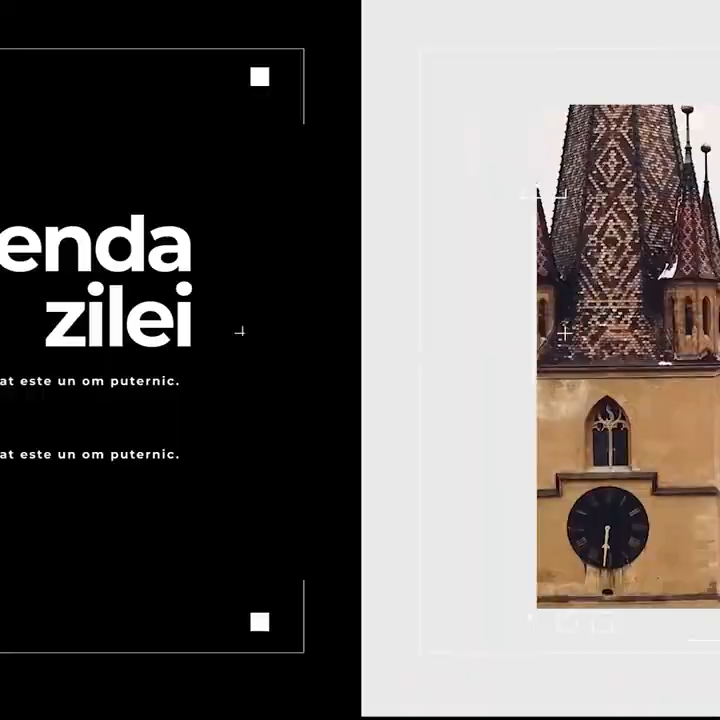 enda
zilei
at este un om puternic.
at este un om puternic.